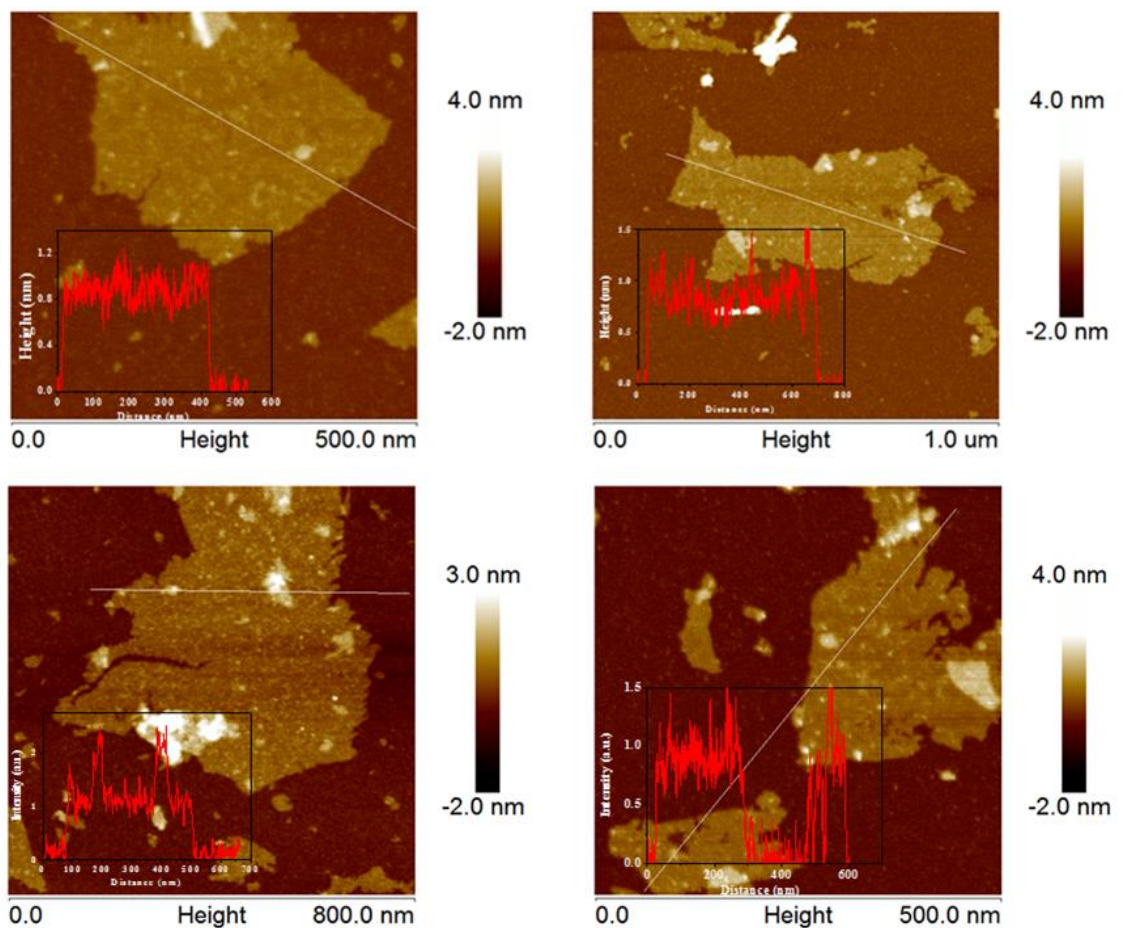 4.0 nm
-2.0 nm
Height (nm)
1.2
0.8
0.4
0.0
0 100 200 300 400 500 600
Distance (nm)
0.0 Height 500.0 nm
4.0 nm
-2.0 nm
Height (nm)
1.5
1.0
0.5
0.0
0 200 400 600 800
Distance (nm)
0.0 Height 1.0 um
3.0 nm
-2.0 nm
Intensity (a.u.)
2
1
0
0 100 200 300 400 500 600 700
Distance (nm)
0.0 Height 800.0 nm
4.0 nm
-2.0 nm
Intensity (a.u.)
1.5
1.0
0.5
0.0
0 200 400 600
Distance (nm)
0.0 Height 500.0 nm